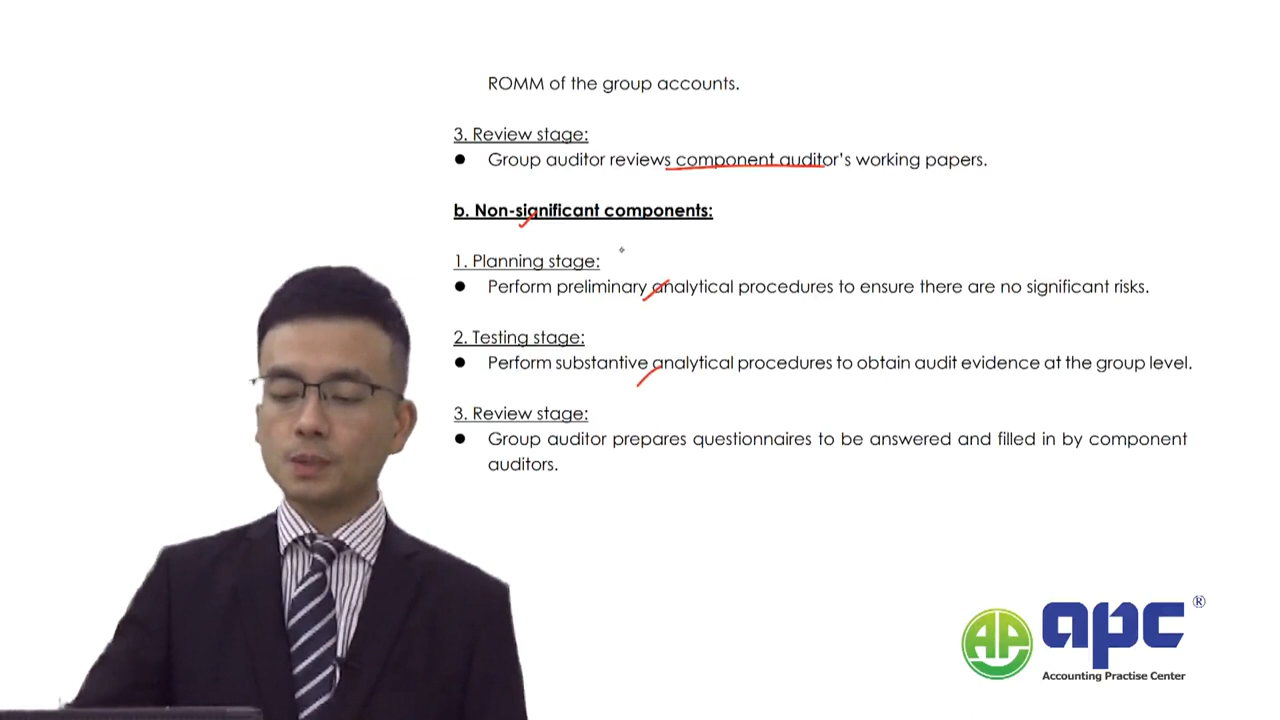 ROMM of the group accounts.
3. Review stage:
● Group auditor reviews component auditor's working papers.
b. Non-significant components:
1. Planning stage:
● Perform preliminary analytical procedures to ensure there are no significant risks.
2. Testing stage:
● Perform substantive analytical procedures to obtain audit evidence at the group level.
3. Review stage:
● Group auditor prepares questionnaires to be answered and filled in by component
auditors.
AP apc ®
Accounting Practise Center